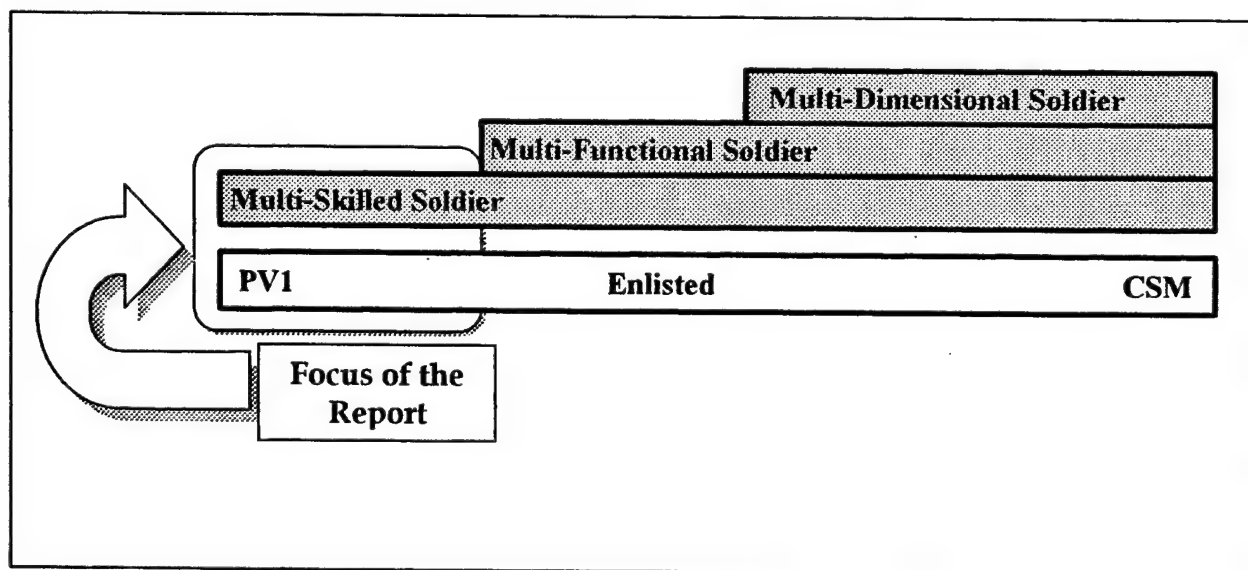 Multi-Dimensional Soldier
Multi-Functional Soldier
Multi-Skilled Soldier
PV1 Enlisted CSM
Focus of the
Report